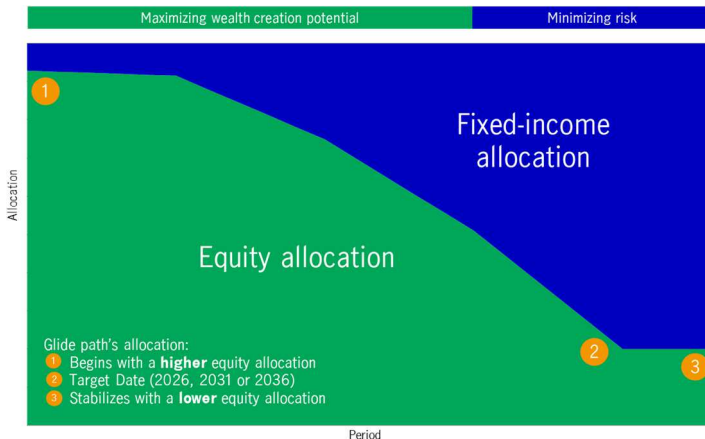 Maximizing wealth creation potential
Minimizing risk
1
Fixed-income
allocation
Allocation
Equity allocation
Glide path's allocation:
1 Begins with a higher equity allocation
2 Target Date (2026, 2031 or 2036)
3 Stabilizes with a lower equity allocation
2
3
Period